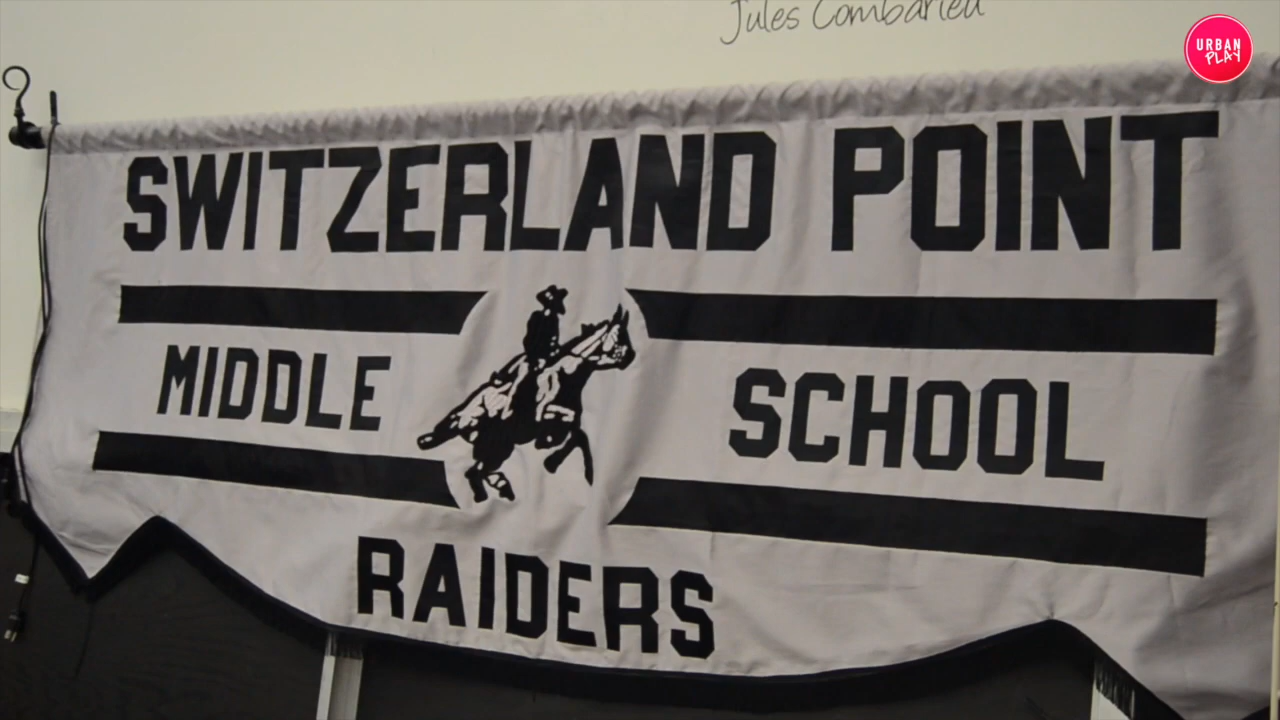 Jules Combarieu
URBAN
PLAY
SWITZERLAND POINT
MIDDLE SCHOOL
RAIDERS